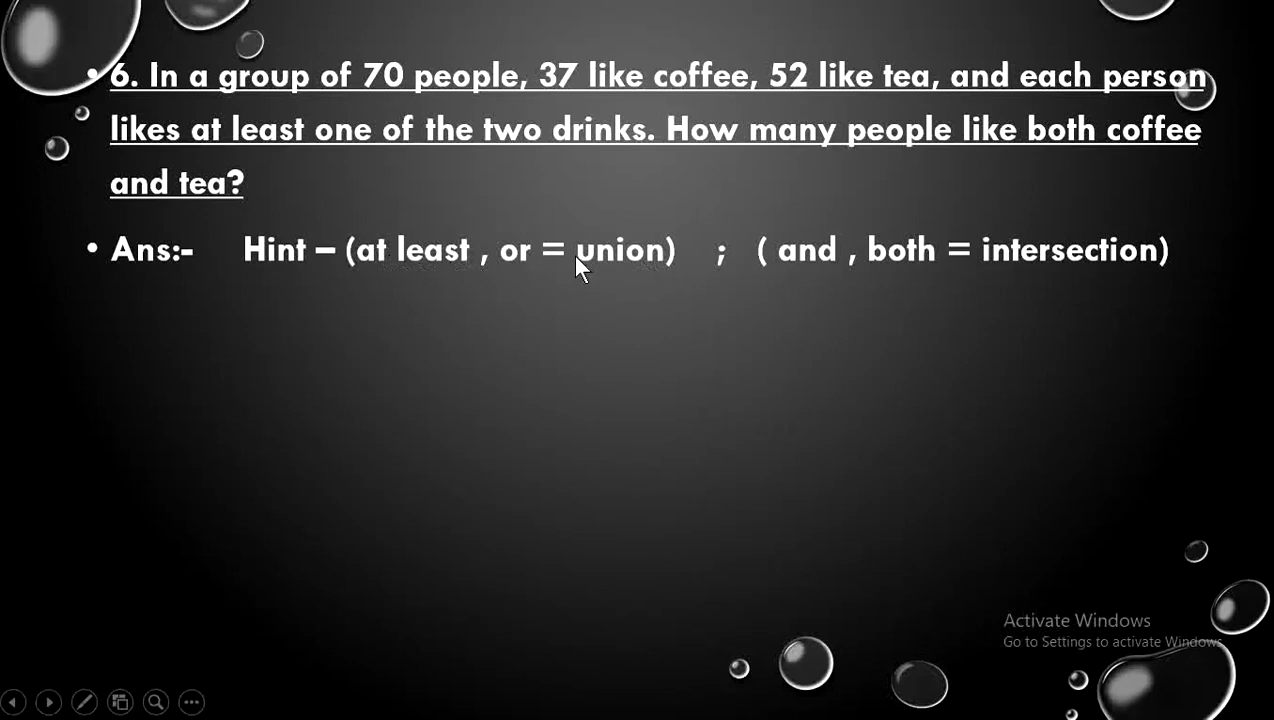 • 6. In a group of 70 people, 37 like coffee, 52 like tea, and each person
likes at least one of the two drinks. How many people like both coffee
and tea?
• Ans:- Hint – (at least , or = union) ; ( and , both = intersection)
Activate Windows
Go to Settings to activate Windows.